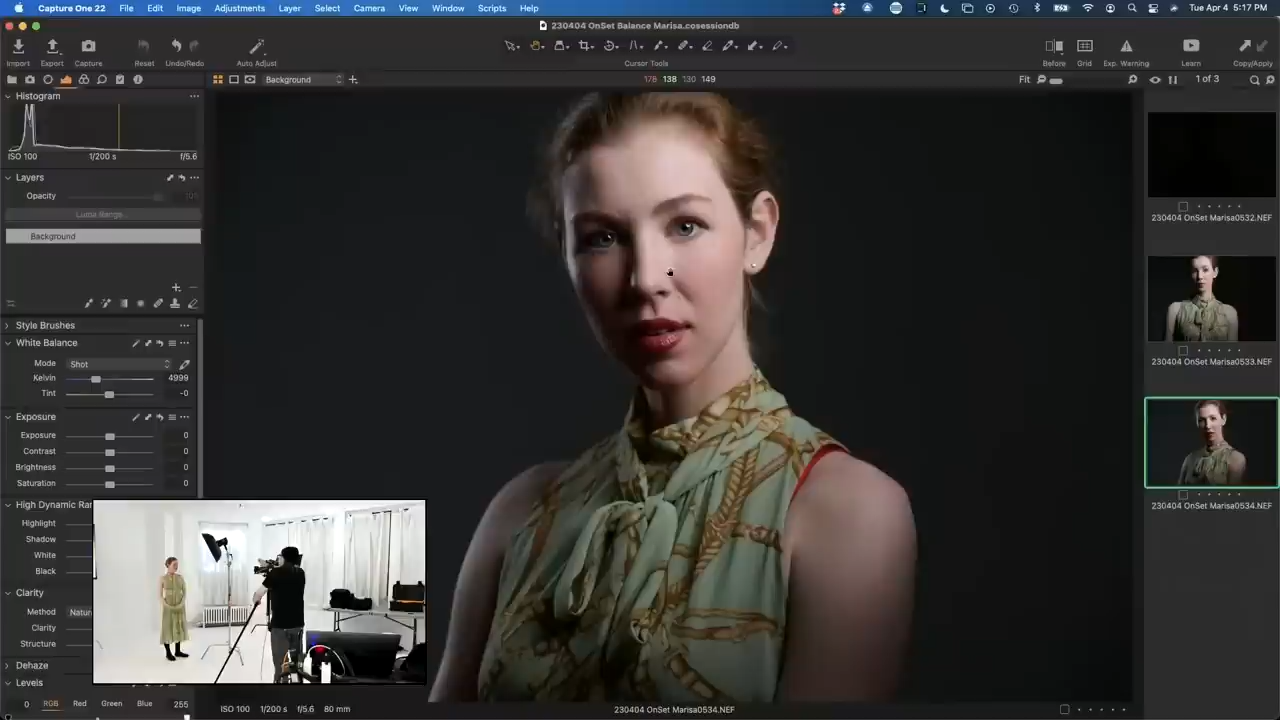 Capture One 22 File Edit Image Adjustments Layer Select Camera View Window Scripts Help Tue Apr 4 5:17 PM
230404 OnSet Balance Marisa.cosessiondb
Import Export Capture Reset Undo/Redo Auto Adjust Cursor Tools Before Grid Exp. Warning Learn Copy/Apply
Background 178 138 130 149 Fit 1 of 3
Histogram
ISO 100 1/200 s f/5.6
Layers
Opacity 100
Luma Range...
Background
Style Brushes
White Balance
Mode Shot
Kelvin 4999
Tint -0
Exposure
Exposure 0
Contrast 0
Brightness 0
Saturation 0
High Dynamic Ran
Highlight
Shadow
White
Black
Clarity
Method Natur
Clarity
Structure
Dehaze
Levels
0 RGB Red Green Blue 255
230404 OnSet Marisa0532.NEF
230404 OnSet Marisa0533.NEF
230404 OnSet Marisa0534.NEF
ISO 100 1/200 s f/5.6 80 mm 230404 OnSet Marisa0534.NEF